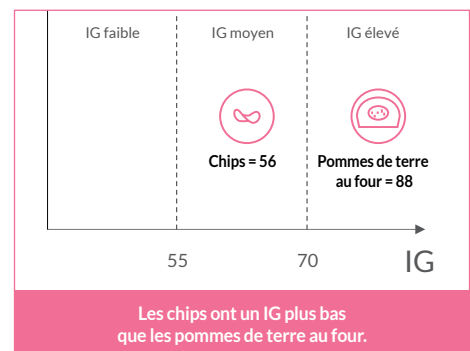 IG faible
IG moyen
IG élevé
Chips = 56
Pommes de terre
au four = 88
55
70
IG
Les chips ont un IG plus bas
que les pommes de terre au four.